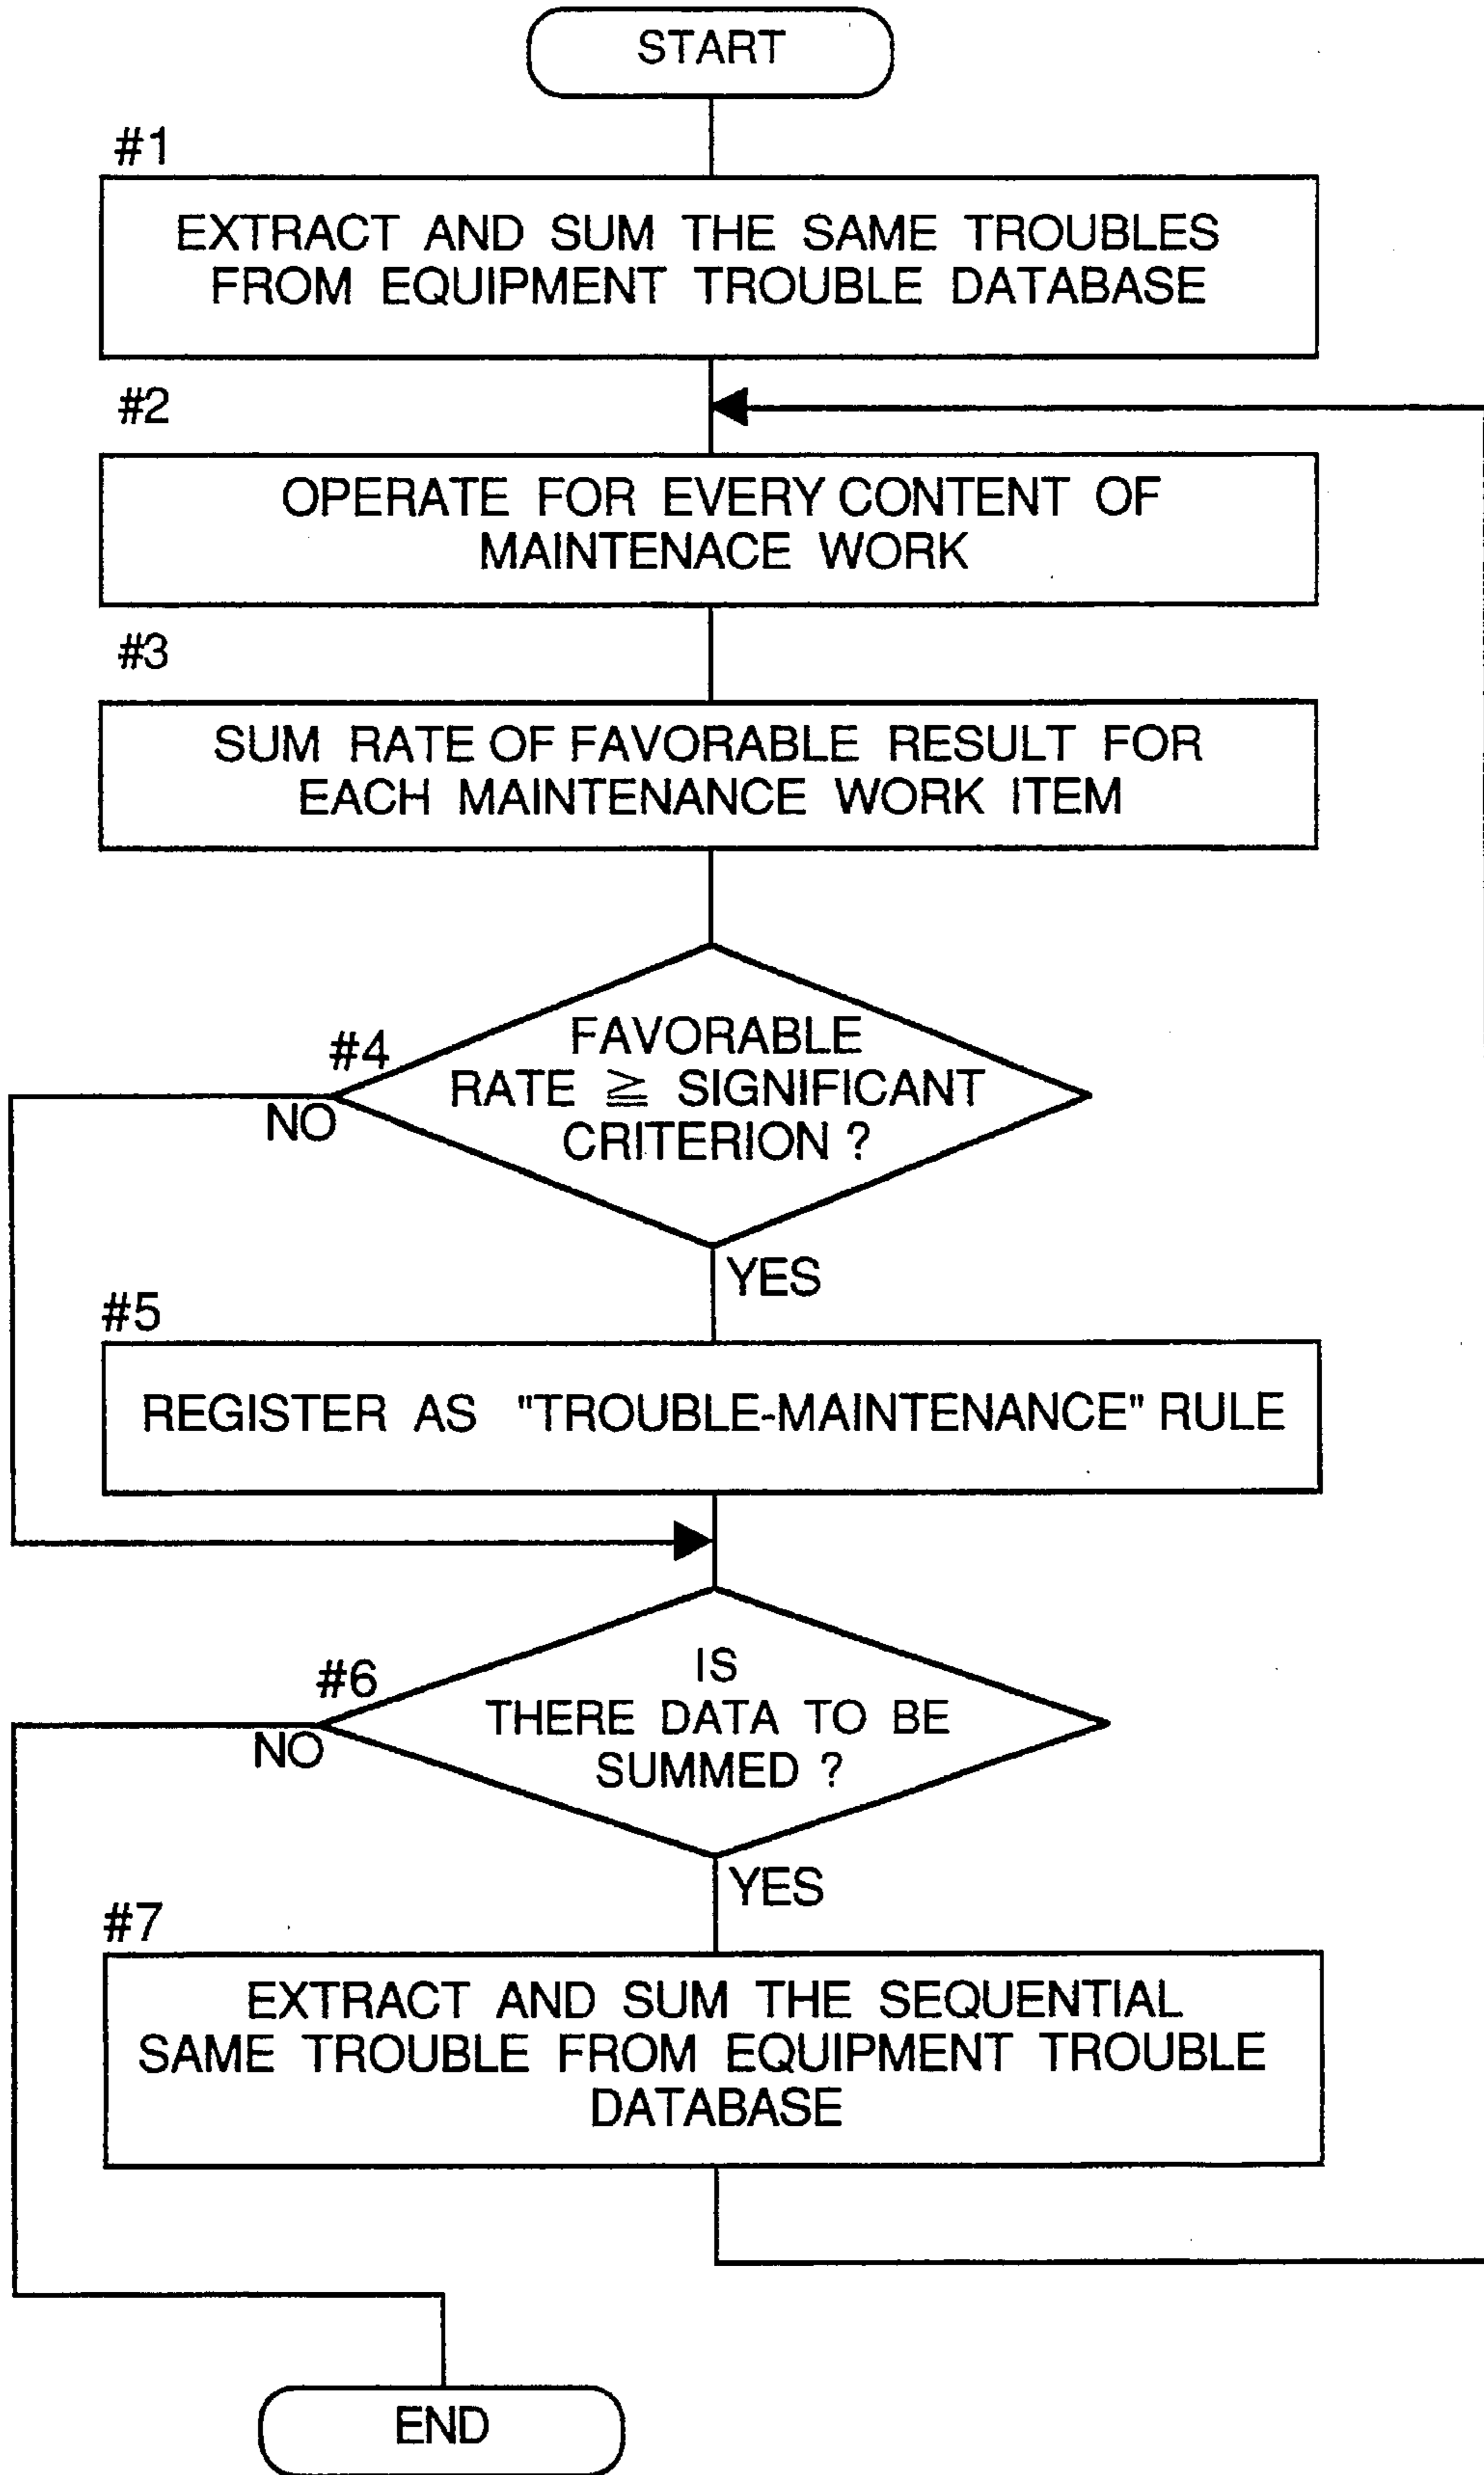 START
#1
EXTRACT AND SUM THE SAME TROUBLES
FROM EQUIPMENT TROUBLE DATABASE
#2
OPERATE FOR EVERY CONTENT OF
MAINTENACE WORK
#3
SUM RATE OF FAVORABLE RESULT FOR
EACH MAINTENANCE WORK ITEM
#4
FAVORABLE
RATE ≧ SIGNIFICANT
CRITERION ?
NO
YES
#5
REGISTER AS "TROUBLE-MAINTENANCE" RULE
#6
IS
THERE DATA TO BE
SUMMED ?
NO
YES
#7
EXTRACT AND SUM THE SEQUENTIAL
SAME TROUBLE FROM EQUIPMENT TROUBLE
DATABASE
END